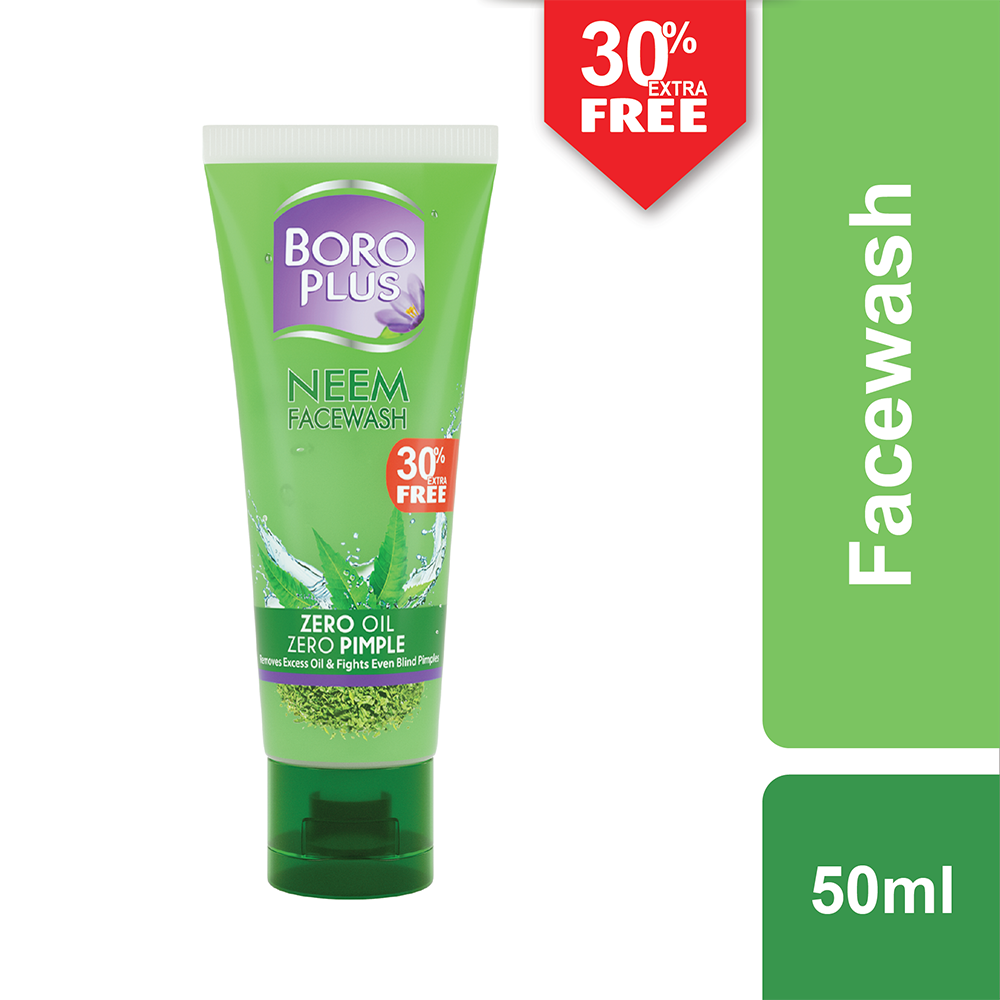 30%
EXTRA
FREE
BORO
PLUS
NEEM
FACEWASH
30%
EXTRA
FREE
ZERO OIL
ZERO PIMPLE
Removes Excess Oil & Fights Even Blind Pimples
Facewash
50ml